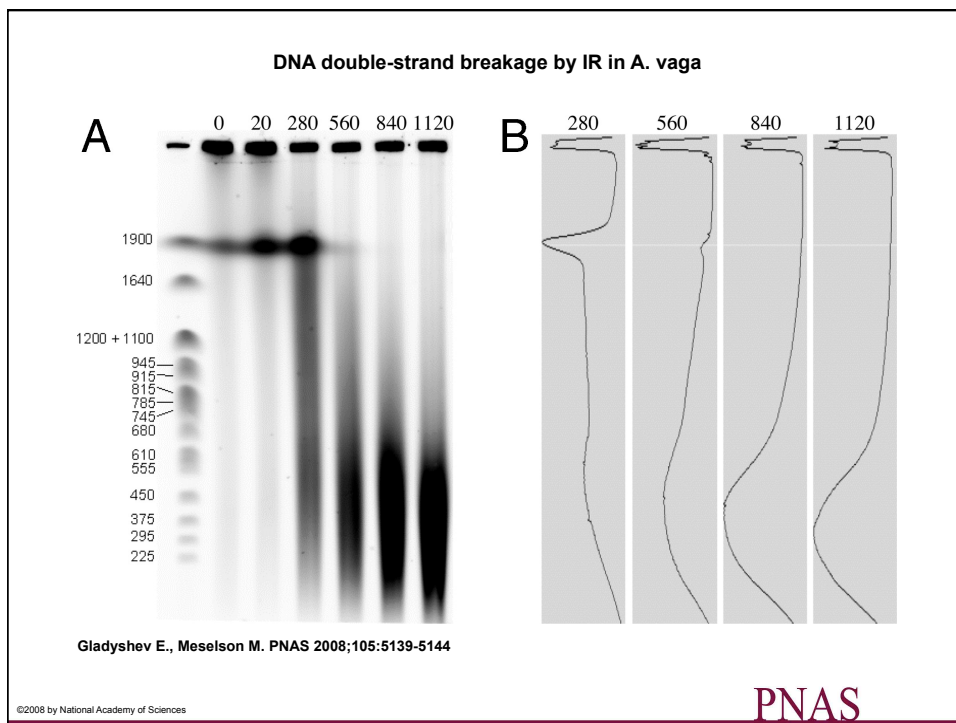 DNA double-strand breakage by IR in A. vaga
A
0 20 280 560 840 1120
1900
1640
1200 + 1100
945
915
815
785
745
680
610
555
450
375
295
225
B
280 560 840 1120
Gladyshev E., Meselson M. PNAS 2008;105:5139-5144
©2008 by National Academy of Sciences
PNAS